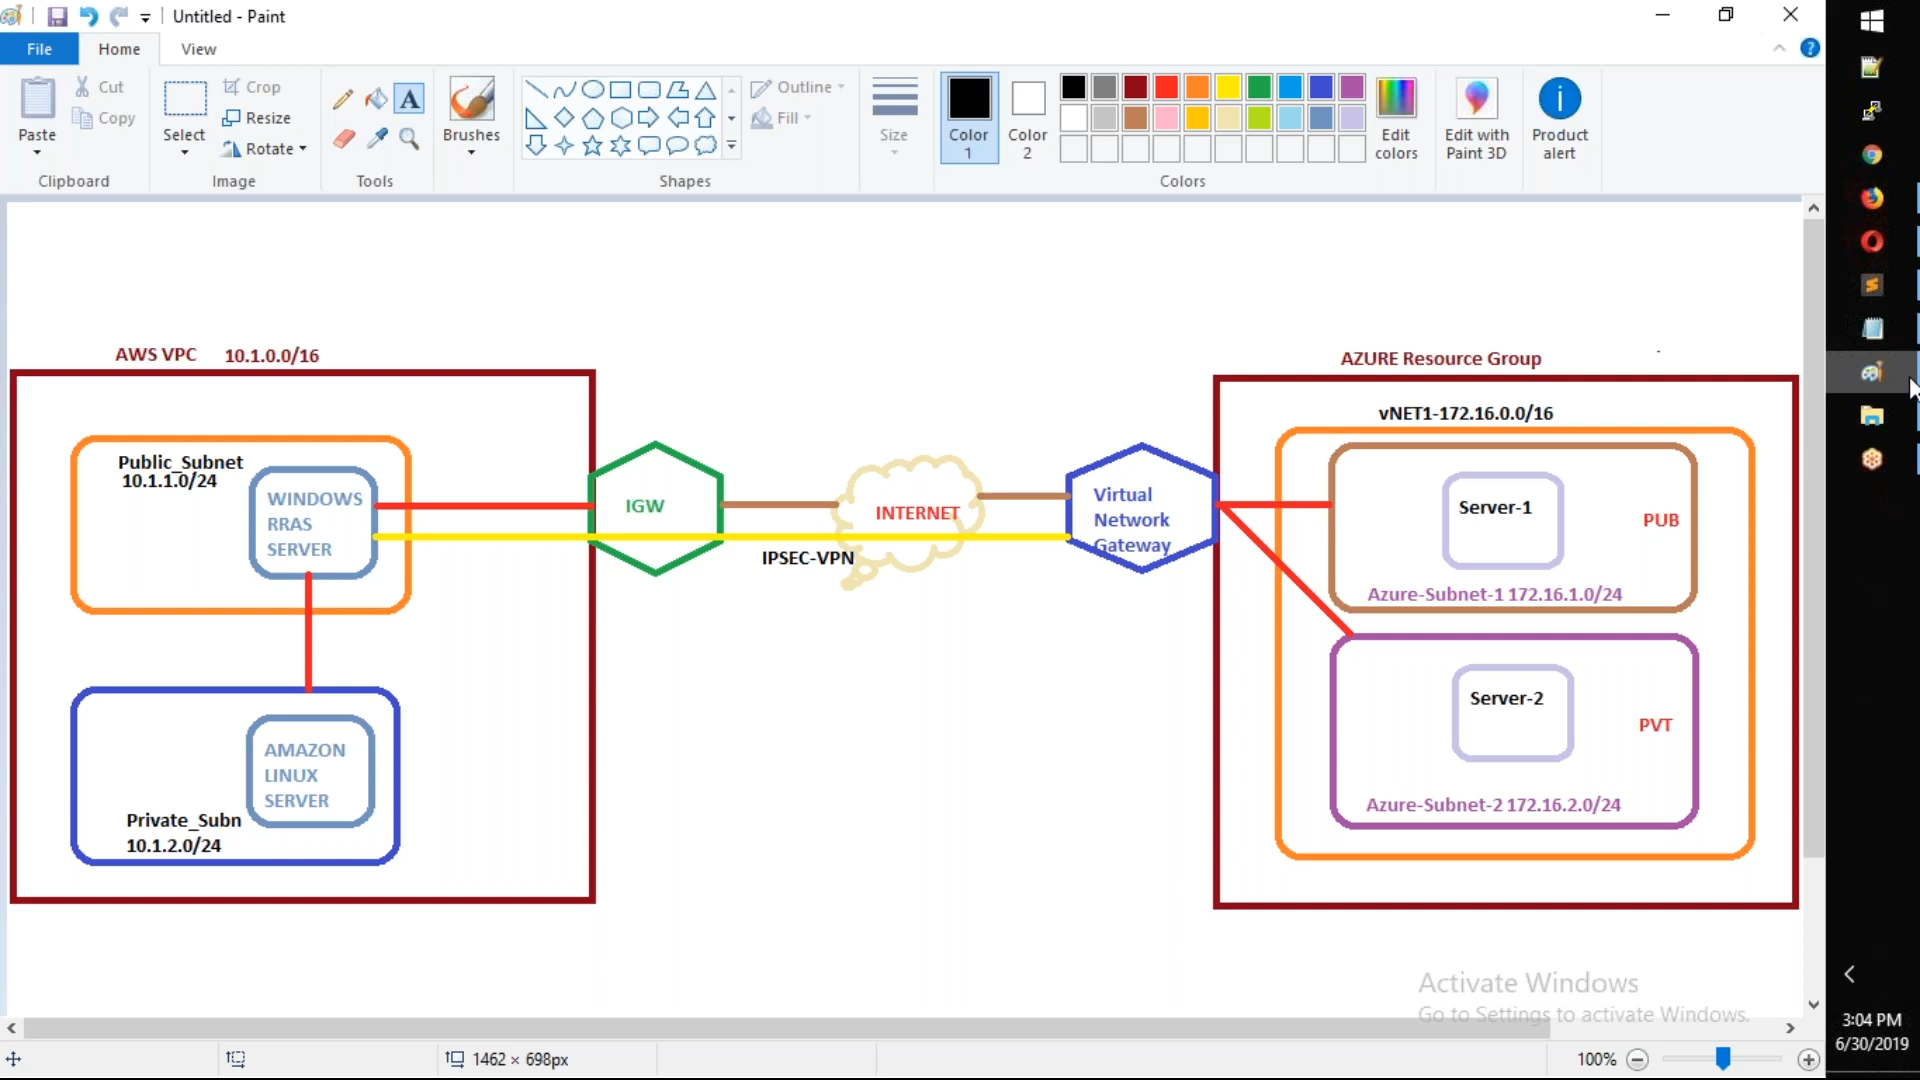 Untitled - Paint
File
Home
View
Paste
Cut
Copy
Clipboard
Select
Crop
Resize
Rotate
Image
A
Tools
Brushes
Outline
Fill
Shapes
Size
Color
1
Color
2
Edit
colors
Colors
Edit with
Paint 3D
Product
alert
AWS VPC 10.1.0.0/16
AZURE Resource Group
Public_Subnet
10.1.1.0/24
WINDOWS
RRAS
SERVER
IGW
INTERNET
IPSEC-VPN
Virtual
Network
Gateway
vNET1-172.16.0.0/16
Server-1
PUB
Azure-Subnet-1 172.16.1.0/24
Server-2
PVT
Azure-Subnet-2 172.16.2.0/24
AMAZON
LINUX
SERVER
Private_Subn
10.1.2.0/24
Activate Windows
Go to Settings to activate Windows.
1462 × 698px
100%
3:04 PM
6/30/2019